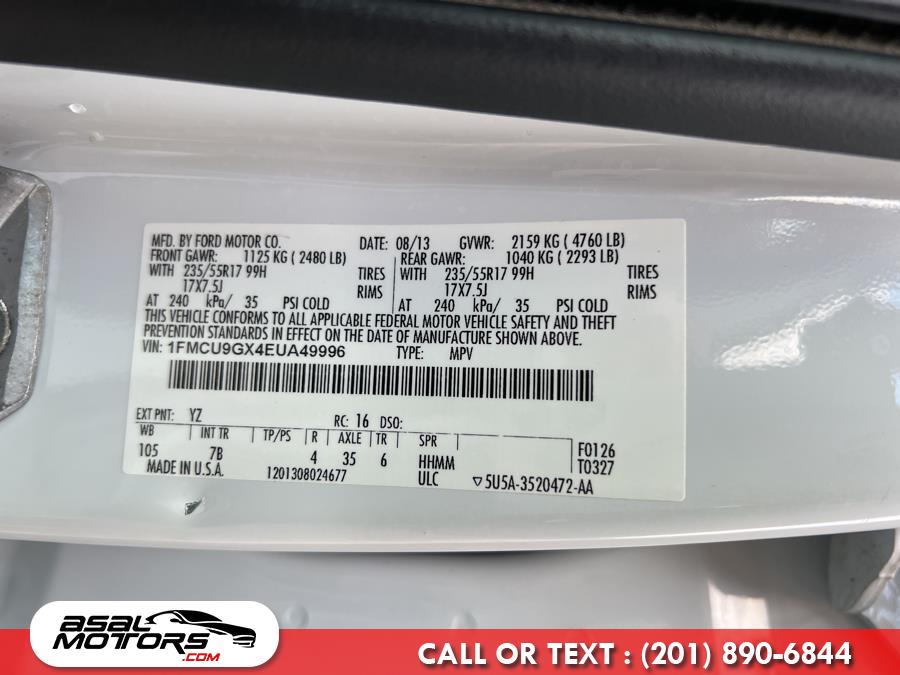 MFD. BY FORD MOTOR CO. DATE: 08/13 GVWR: 2159 KG ( 4760 LB)
FRONT GAWR: 1125 KG ( 2480 LB) REAR GAWR: 1040 KG ( 2293 LB)
WITH 235/55R17 99H TIRES WITH 235/55R17 99H TIRES
17X7.5J RIMS 17X7.5J RIMS
AT 240 kPa/ 35 PSI COLD AT 240 kPa/ 35 PSI COLD
THIS VEHICLE CONFORMS TO ALL APPLICABLE FEDERAL MOTOR VEHICLE SAFETY AND THEFT
PREVENTION STANDARDS IN EFFECT ON THE DATE OF MANUFACTURE SHOWN ABOVE.
VIN: 1FMCU9GX4EUA49996 TYPE: MPV
EXT PNT: YZ RC: 16 DSO:
WB INT TR TP/PS R AXLE TR SPR F0126
105 7B 4 35 6 HHMM T0327
MADE IN U.S.A. 1201308024677 ULC ▽5U5A-3520472-AA
ASAL
MOTORS.COM
CALL OR TEXT : (201) 890-6844